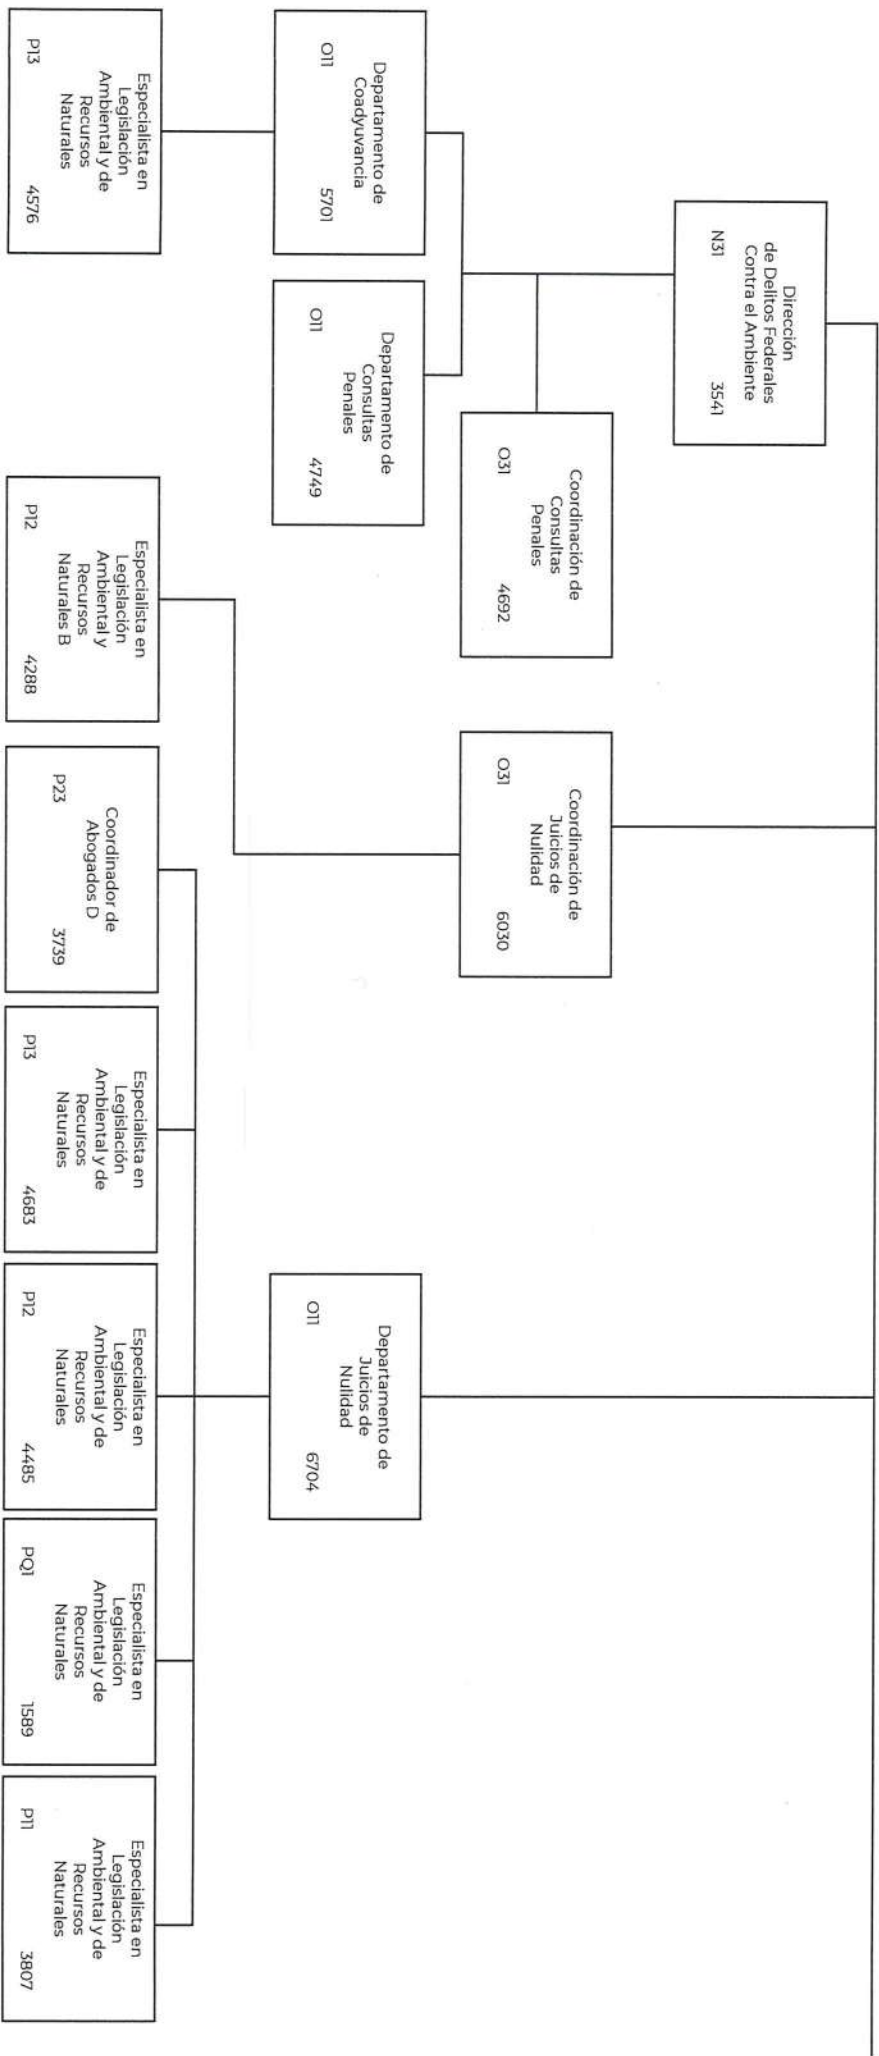 Dirección
de Delitos Federales
Contra el Ambiente
N31 3541
Coordinación de
Consultas
Penales
O31 4692
Coordinación de
Juicios de
Nulidad
O31 6030
Departamento de
Coadyuvancia
O11 5701
Departamento de
Consultas
Penales
O11 4749
Departamento de
Juicios de
Nulidad
O11 6704
Especialista en
Legislación
Ambiental y de
Recursos
Naturales
P13 4576
Especialista en
Legislación
Ambiental y
Recursos
Naturales B
P12 4288
Coordinador de
Abogados D
P23 3739
Especialista en
Legislación
Ambiental y de
Recursos
Naturales
P13 4683
Especialista en
Legislación
Ambiental y de
Recursos
Naturales
P12 4485
Especialista en
Legislación
Ambiental y de
Recursos
Naturales
PQ1 1589
Especialista en
Legislación
Ambiental y de
Recursos
Naturales
P11 3807